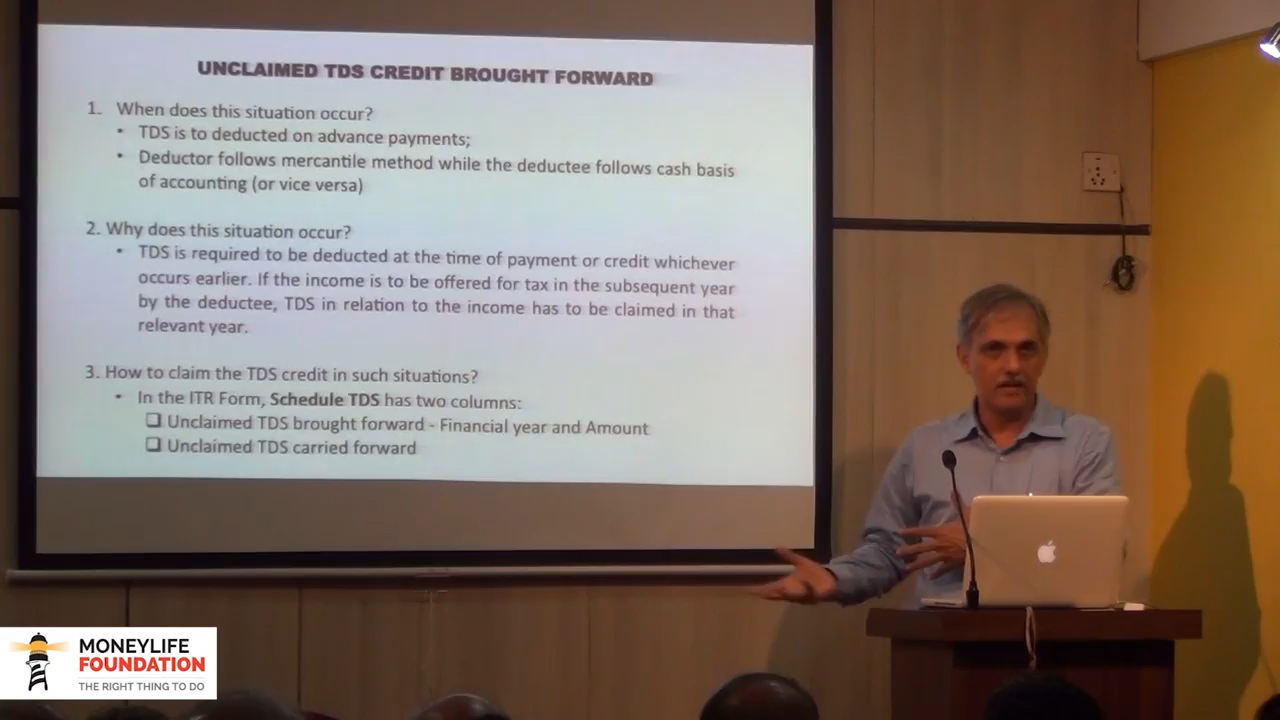 UNCLAIMED TDS CREDIT BROUGHT FORWARD
1. When does this situation occur?
• TDS is to deducted on advance payments;
• Deductor follows mercantile method while the deductee follows cash basis
of accounting (or vice versa)
2. Why does this situation occur?
• TDS is required to be deducted at the time of payment or credit whichever
occurs earlier. If the income is to be offered for tax in the subsequent year
by the deductee, TDS in relation to the income has to be claimed in that
relevant year.
3. How to claim the TDS credit in such situations?
• In the ITR Form, Schedule TDS has two columns:
❑ Unclaimed TDS brought forward - Financial year and Amount
❑ Unclaimed TDS carried forward
MONEYLIFE
FOUNDATION
THE RIGHT THING TO DO